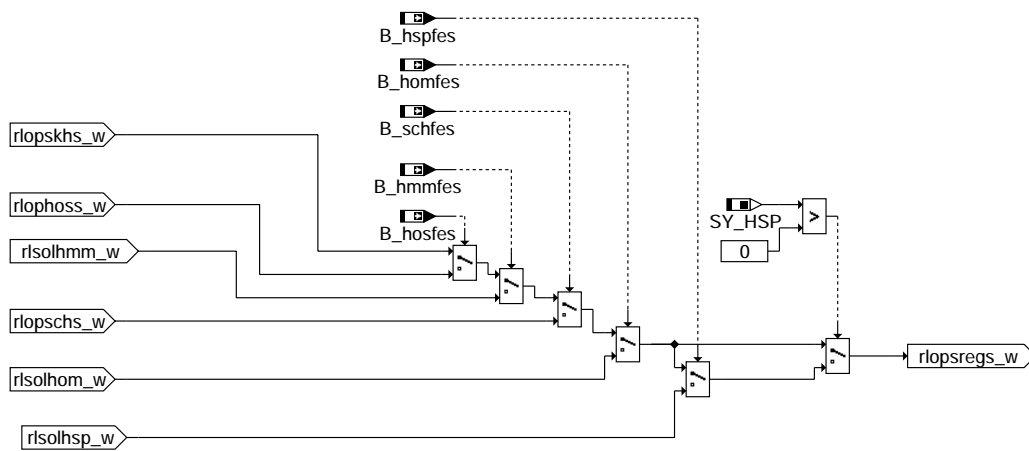 B_hspfes
B_homfes
B_schfes
rlopskhs_w
B_hmmfes
rlophoss_w
B_hosfes
SY_HSP
>
rlsolhmm_w
0
rlopschs_w
rlopsregs_w
rlsolhom_w
rlsolhsp_w